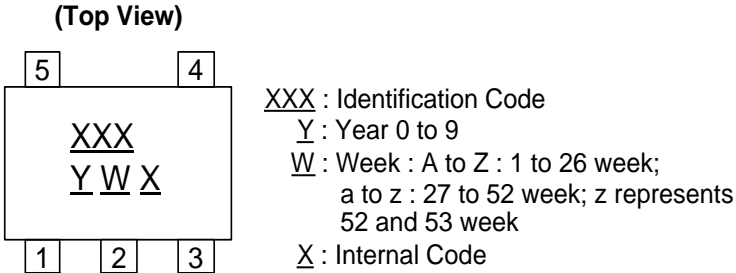 (Top View)
5 4
XXX
Y W X
1 2 3
XXX : Identification Code
Y : Year 0 to 9
W : Week : A to Z : 1 to 26 week;
a to z : 27 to 52 week; z represents
52 and 53 week
X : Internal Code